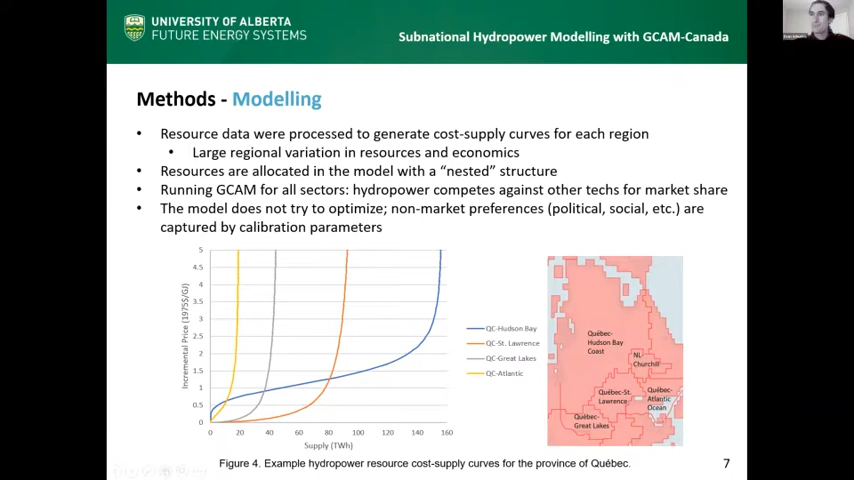 UNIVERSITY OF ALBERTA
FUTURE ENERGY SYSTEMS
Subnational Hydropower Modelling with GCAM-Canada
Methods - Modelling
• Resource data were processed to generate cost-supply curves for each region
• Large regional variation in resources and economics
• Resources are allocated in the model with a “nested” structure
• Running GCAM for all sectors: hydropower competes against other techs for market share
• The model does not try to optimize; non-market preferences (political, social, etc.) are
captured by calibration parameters
Incremental Price (1975$/GJ)
5
4.5
4
3.5
3
2.5
2
1.5
1
0.5
0
0 20 40 60 80 100 120 140 160
Supply (TWh)
QC-Hudson Bay
QC-St. Lawrence
QC-Great Lakes
QC-Atlantic
Québec-
Hudson Bay
Coast
NL
Churchill
Québec-St.
Lawrence
Québec-
Atlantic
Ocean
Québec-
Great Lakes
Figure 4. Example hydropower resource cost-supply curves for the province of Québec.
7